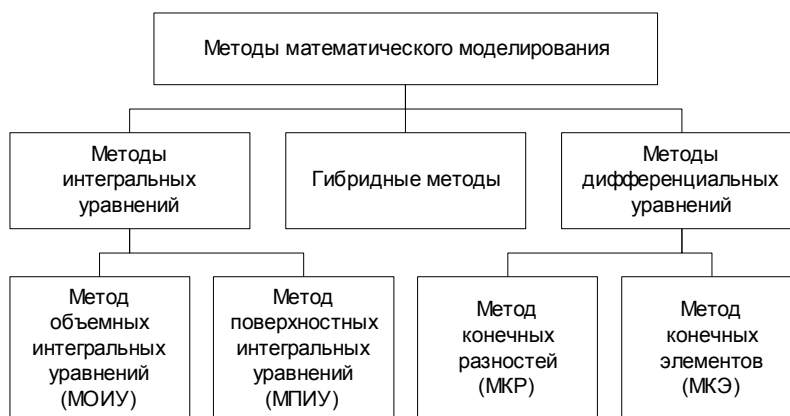 Методы математического моделирования
Методы
интегральных
уравнений
Гибридные методы
Методы
дифференциальных
уравнений
Метод
объемных
интегральных
уравнений
(МОИУ)
Метод
поверхностных
интегральных
уравнений
(МПИУ)
Метод
конечных
разностей
(МКР)
Метод
конечных
элементов
(МКЭ)